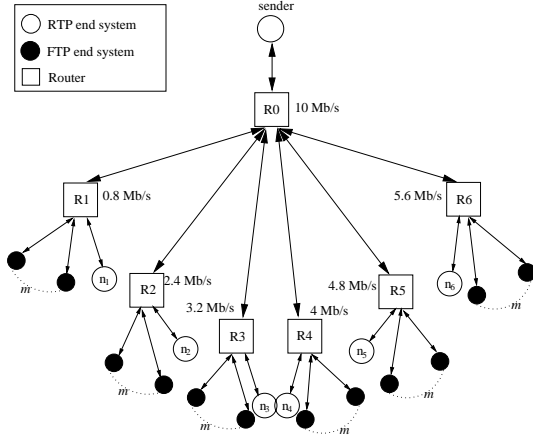 sender
RTP end system
FTP end system
Router
R0 10 Mb/s
R1 0.8 Mb/s
5.6 Mb/s R6
m n1
R2 2.4 Mb/s
4.8 Mb/s R5
n6 m
3.2 Mb/s
R3 R4 4 Mb/s
n2 n5
m m
n3 n4
m m